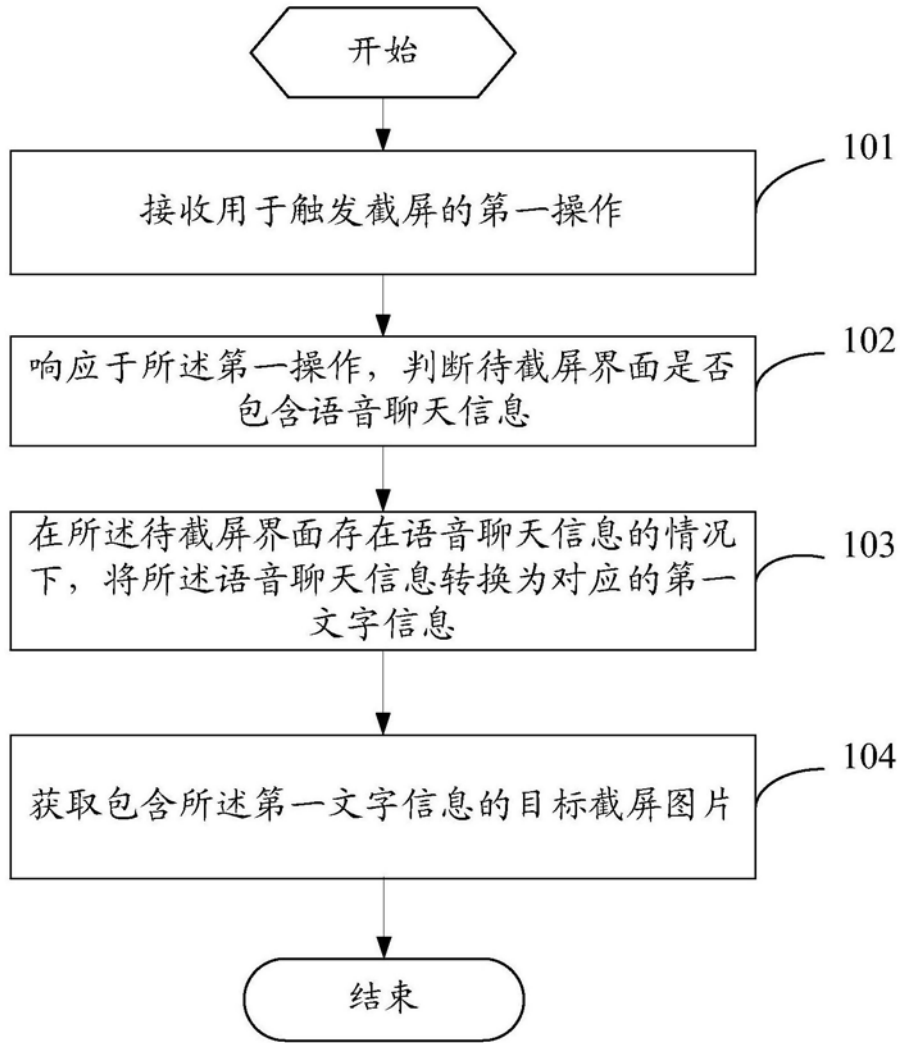 开始
101
接收用于触发截屏的第一操作
102
响应于所述第一操作，判断待截屏界面是否
包含语音聊天信息
103
在所述待截屏界面存在语音聊天信息的情况
下，将所述语音聊天信息转换为对应的第一
文字信息
104
获取包含所述第一文字信息的目标截屏图片
结束